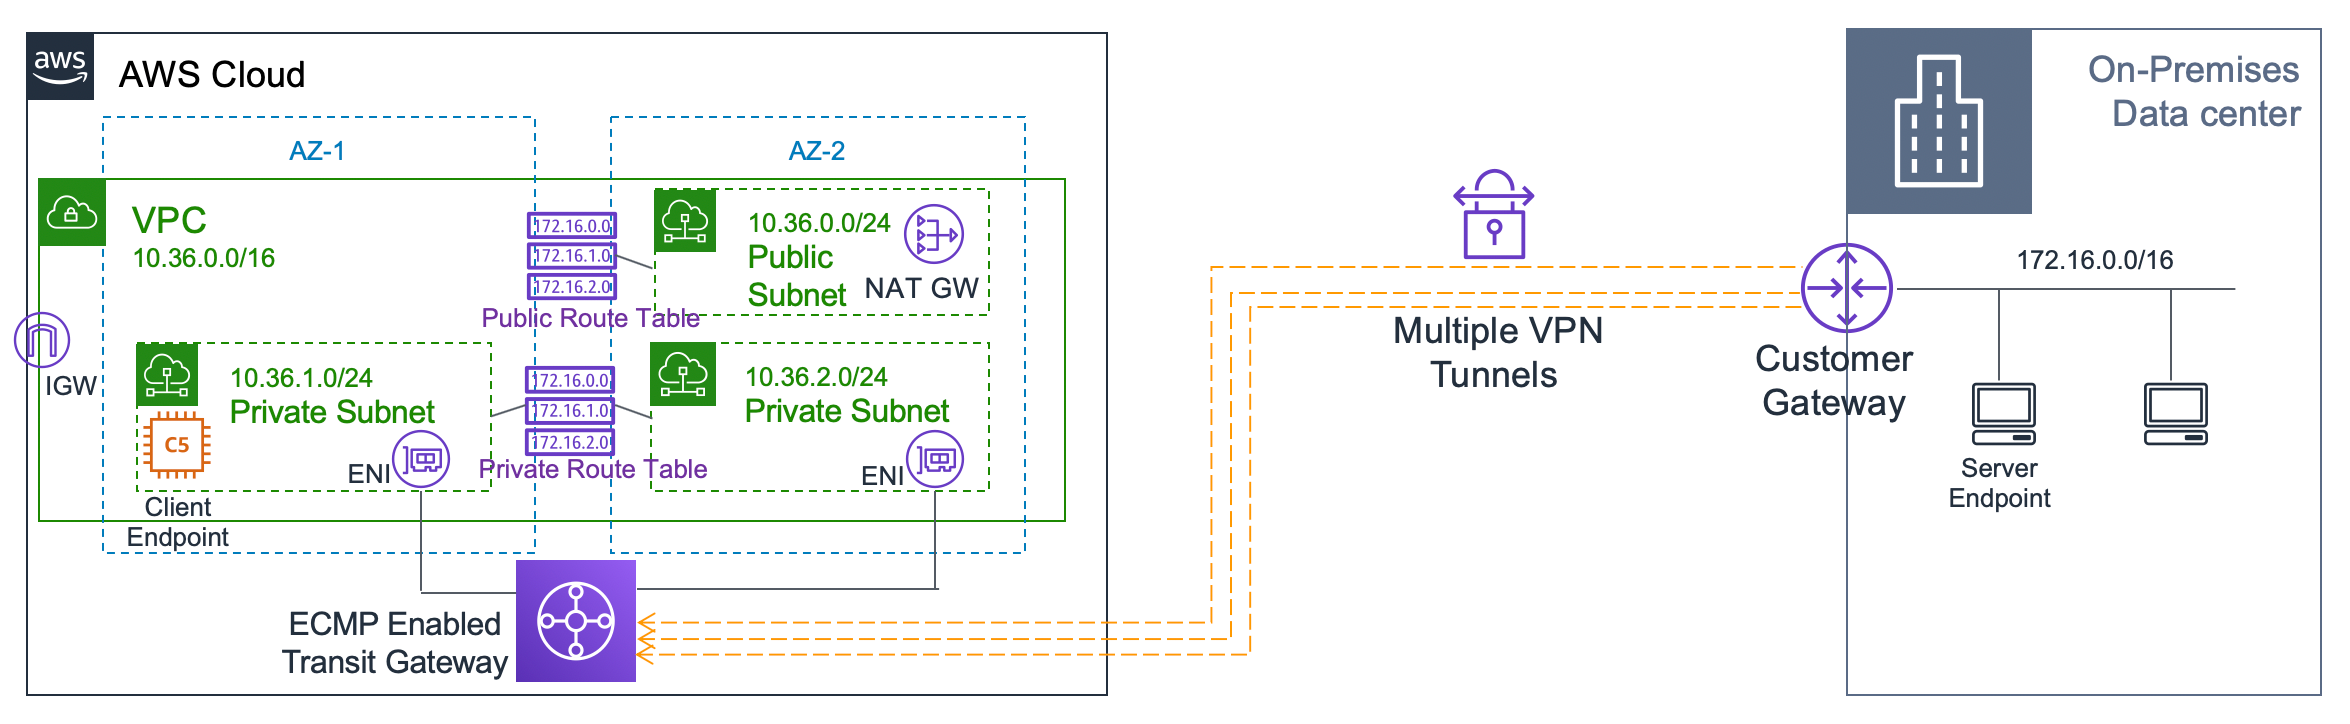 aws
AWS Cloud
AZ-1
AZ-2
VPC
10.36.0.0/16
172.16.0.0
172.16.1.0
172.16.2.0
Public Route Table
10.36.0.0/24
Public
Subnet
NAT GW
IGW
10.36.1.0/24
Private Subnet
C5
ENI
Client
Endpoint
172.16.0.0
172.16.1.0
172.16.2.0
Private Route Table
10.36.2.0/24
Private Subnet
ENI
ECMP Enabled
Transit Gateway
Multiple VPN
Tunnels
On-Premises
Data center
172.16.0.0/16
Customer
Gateway
Server
Endpoint